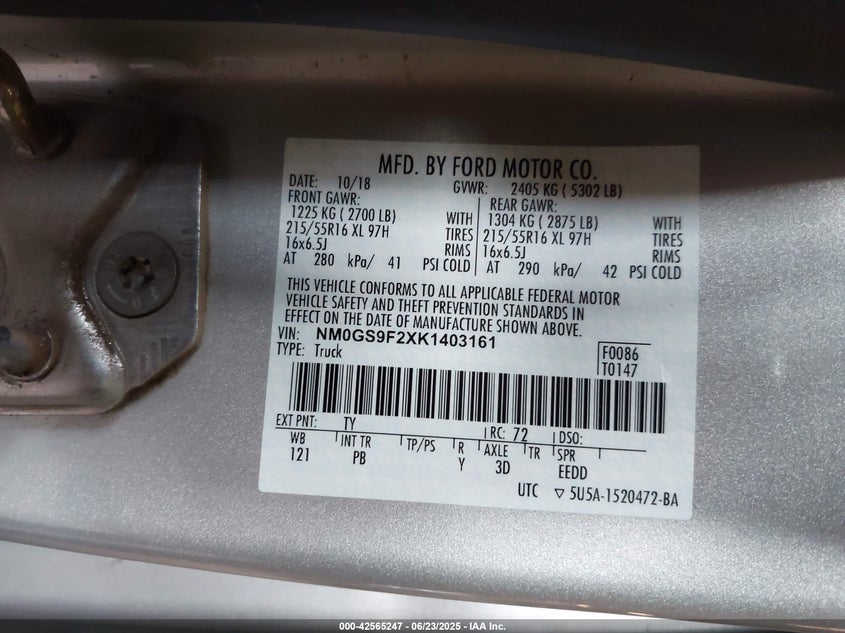 MFD. BY FORD MOTOR CO.
DATE: 10/18 GVWR: 2405 KG ( 5302 LB)
FRONT GAWR: REAR GAWR:
1225 KG ( 2700 LB) WITH 1304 KG ( 2875 LB) WITH
215/55R16 XL 97H TIRES 215/55R16 XL 97H TIRES
16x6.5J RIMS 16x6.5J RIMS
AT 280 kPa/ 41 PSI COLD AT 290 kPa/ 42 PSI COLD
THIS VEHICLE CONFORMS TO ALL APPLICABLE FEDERAL MOTOR
VEHICLE SAFETY AND THEFT PREVENTION STANDARDS IN
EFFECT ON THE DATE OF MANUFACTURE SHOWN ABOVE.
VIN: NM0GS9F2XK1403161
TYPE: Truck
F0086
T0147
EXT PNT: TY RC: 72 DSO:
WB INT TR TP/PS R AXLE TR SPR
121 PB Y 3D EEDD
UTC ▽ 5U5A-1520472-BA
000-42565247 - 06/23/2025 - IAA Inc.